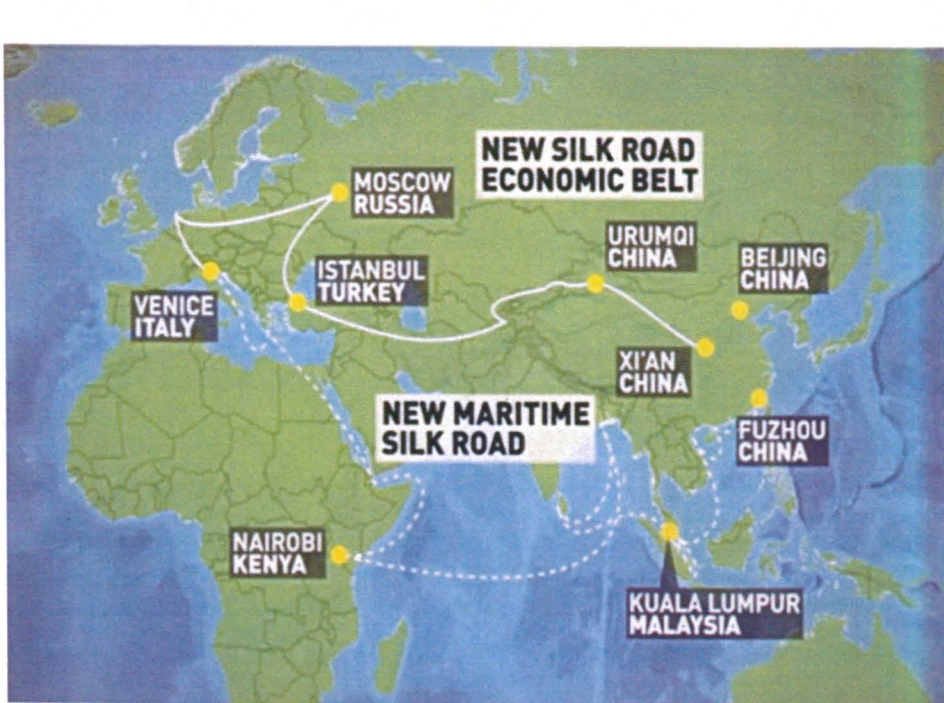 NEW SILK ROAD
ECONOMIC BELT
MOSCOW
RUSSIA
URUMQI
CHINA
BEIJING
CHINA
ISTANBUL
TURKEY
VENICE
ITALY
XI'AN
CHINA
NEW MARITIME
SILK ROAD
FUZHOU
CHINA
NAIROBI
KENYA
KUALA LUMPUR
MALAYSIA